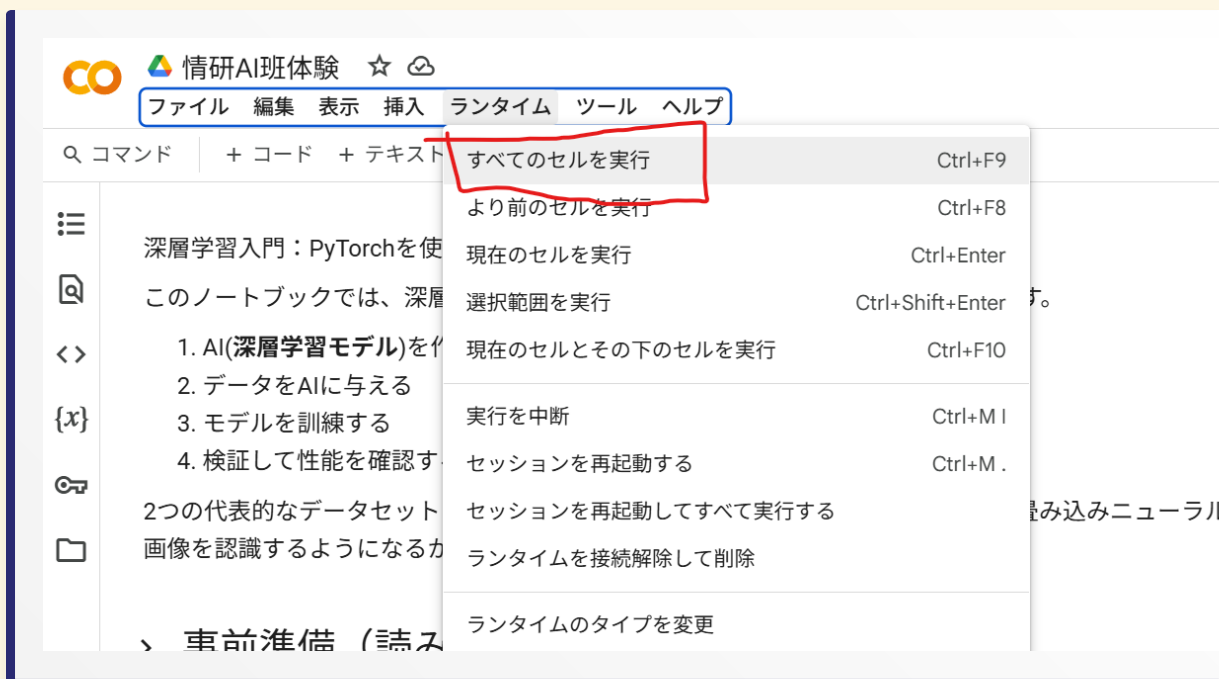 情研AI班体験
ファイル 編集 表示 挿入 ランタイム ツール ヘルプ
コマンド + コード + テキスト
すべてのセルを実行 Ctrl+F9
より前のセルを実行 Ctrl+F8
現在のセルを実行 Ctrl+Enter
選択範囲を実行 Ctrl+Shift+Enter
現在のセルとその下のセルを実行 Ctrl+F10
実行を中断 Ctrl+M I
セッションを再起動する Ctrl+M .
セッションを再起動してすべて実行する
ランタイムを接続解除して削除
ランタイムのタイプを変更
深層学習入門：PyTorchを使
このノートブックでは、深層 す。
1. AI(深層学習モデル)を作
2. データをAIに与える
3. モデルを訓練する
4. 検証して性能を確認す
2つの代表的なデータセット 畳み込みニューラル
画像を認識するようになるか
事前準備（読み